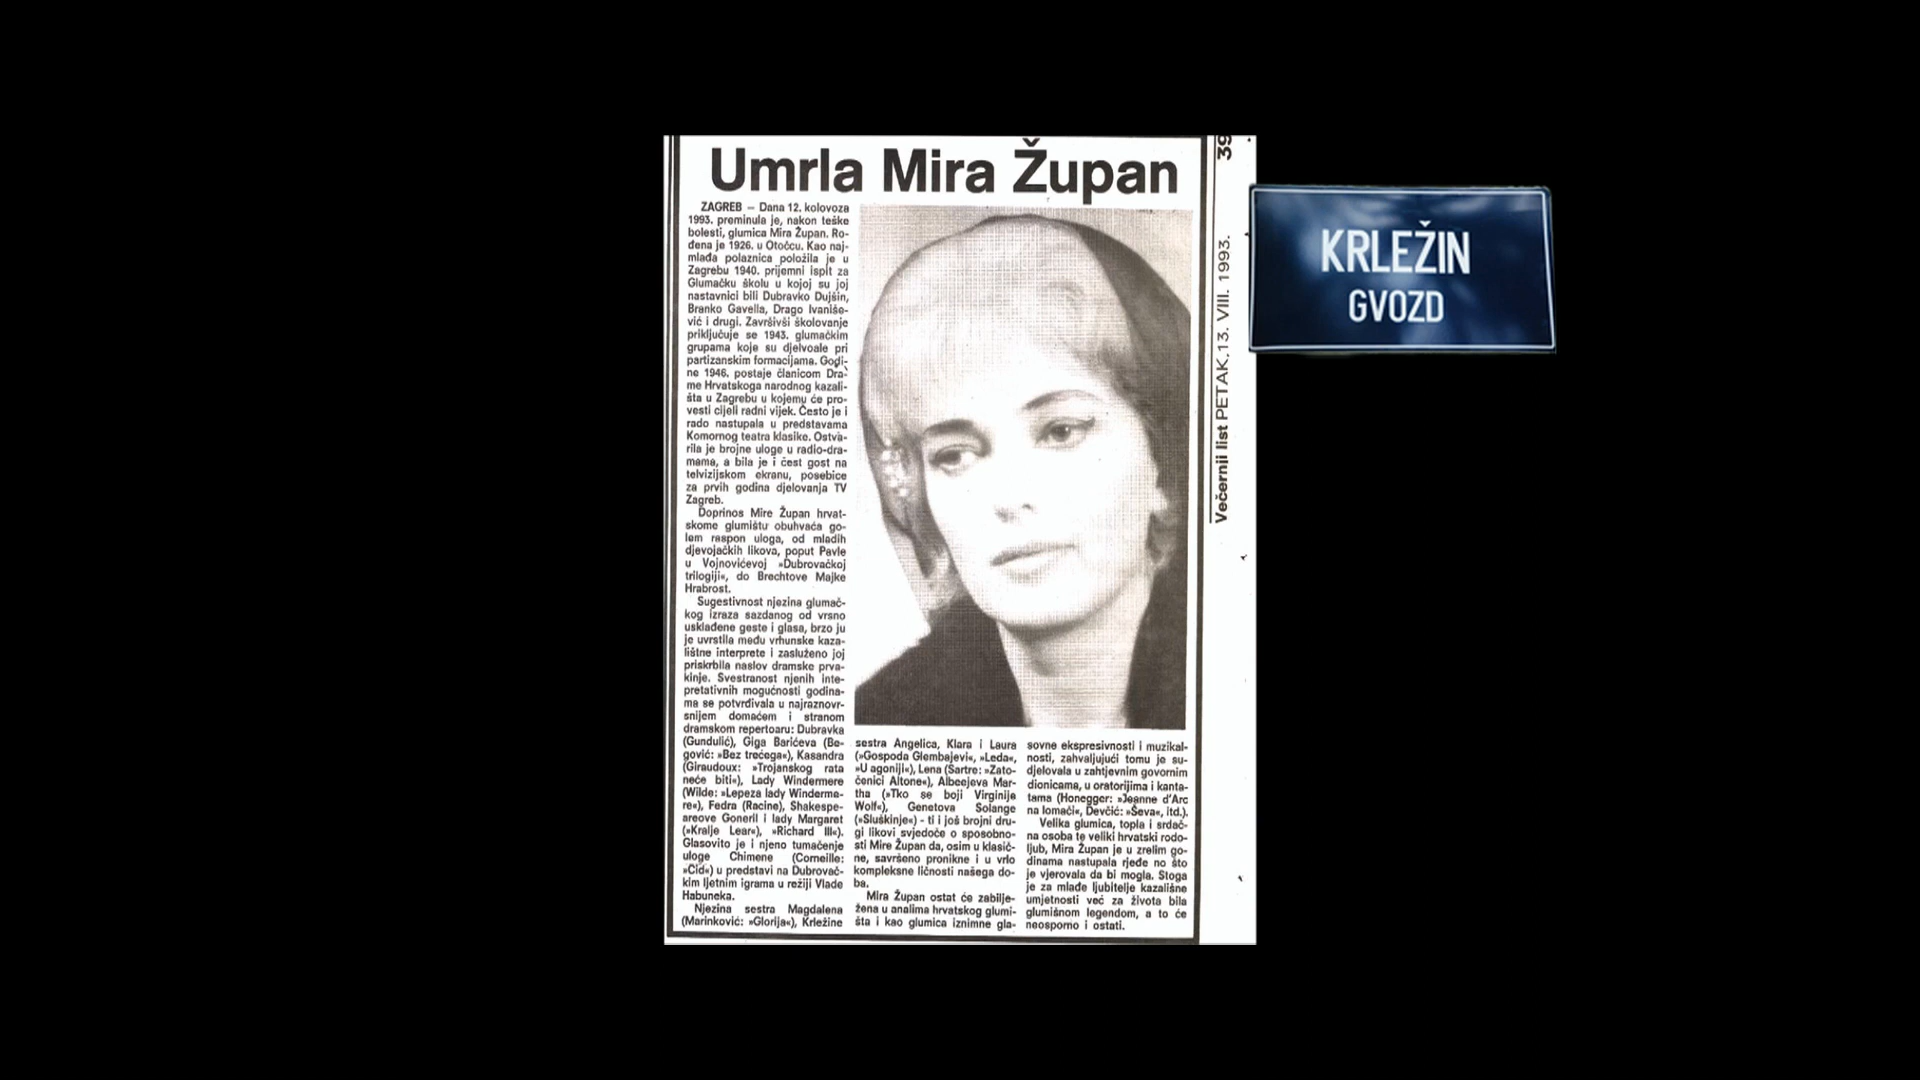 Umrla Mira Župan
ZAGREB – Dana 12. kolovoza
1993. preminula je, nakon teške
bolesti, glumica Mira Župan. Ro-
đena je 1926. u Otočcu. Kao naj-
mlađa polaznica položila je u
Zagrebu 1940. prijemni ispit za
Glumačku školu u kojoj su joj
nastavnici bili Dubravko Dujšin,
Branko Gavella, Drago Ivaniše-
vić i drugi. Završivši školovanje
priključuje se 1943. glumačkim
grupama koje su djelvoale pri
partizanskim formacijama. Godi-
ne 1946. postaje članicom Dra-
me Hrvatskoga narodnog kazali-
šta u Zagrebu u kojemu će pro-
vesti cijeli radni vijek. Često je i
rado nastupala u predstavama
Komornog teatra klasike. Ostva-
rila je brojne uloge u radio-dra-
mama, a bila je i čest gost na
telvizijskom ekranu, posebice
za prvih godina djelovanja TV
Zagreb.
Doprinos Mire Župan hrvat-
skome glumištu obuhvaća go-
lem raspon uloga, od mladih
djevojačkih likova, poput Pavle
u Vojnovićevoj »Dubrovačkoj
trilogiji«, do Brechtove Majke
Hrabrost.
Sugestivnost njezina glumač-
kog izraza sazdanog od vrsno
usklađene geste i glasa, brzo ju
je uvrstila među vrhunske kaza-
lištne interprete i zasluženo joj
priskrbila naslov dramske prva-
kinje. Svestranost njenih inte-
pretativnih mogućnosti godina-
ma se potvrđivala u najraznovr-
snijem domaćem i stranom
dramskom repertoaru: Dubravka
(Gundulić), Giga Barićeva (Be-
gović: »Bez trećega«), Kasandra
(Giraudoux: »Trojanskog rata
neće biti«), Lady Windermere
(Wilde: »Lepeza lady Winderme-
re«), Fedra (Racine), Shakespe-
areove Goneril i lady Margaret
(»Kralje Lear«), »Richard III«).
Glasovito je i njeno tumačenje
uloge Chimene (Corneille:
»Cid«) u predstavi na Dubrovač-
kim ljetnim igrama u režiji Vlade
Habuneka.
Njezina sestra Magdalena
(Marinković: »Glorija«), Krležine
sestra Angelica, Klara i Laura
(»Gospoda Glembajevi«, »Leda«,
»U agoniji«), Lena (Sartre: »Zato-
čenici Altone«), Albeejeva Mar-
tha (»Tko se boji Virginije
Wolf«), Genetova Solange
(»Sluškinje«) - ti i još brojni dru-
gi likovi svjedoče o sposobno-
sti Mire Župan da, osim u klasič-
ne, savršeno pronikne i u vrlo
kompleksne ličnosti našega do-
ba.
Mira Župan ostat će zabilje-
žena u analima hrvatskog glumi-
šta i kao glumica iznimne gla-
sovne ekspresivnosti i muzikal-
nosti, zahvaljujući tomu je su-
djelovala u zahtjevnim govornim
dionicama, u oratorijima i kanta-
tama (Honegger: »Jeanne d'Arc
na lomači«, Devčić: »Ševa«, itd.).
Velika glumica, topla i srdač-
na osoba te veliki hrvatski rodo-
ljub, Mira Župan je u zrelim go-
dinama nastupala rjeđe no što
je vjerovala da bi mogla. Stoga
je za mlade ljubitelje kazališne
umjetnosti već za života bila
glumišnom legendom, a to će
neosporno i ostati.
Večernji list PETAK, 13. VIII. 1993.
39
KRLEŽIN
GVOZD